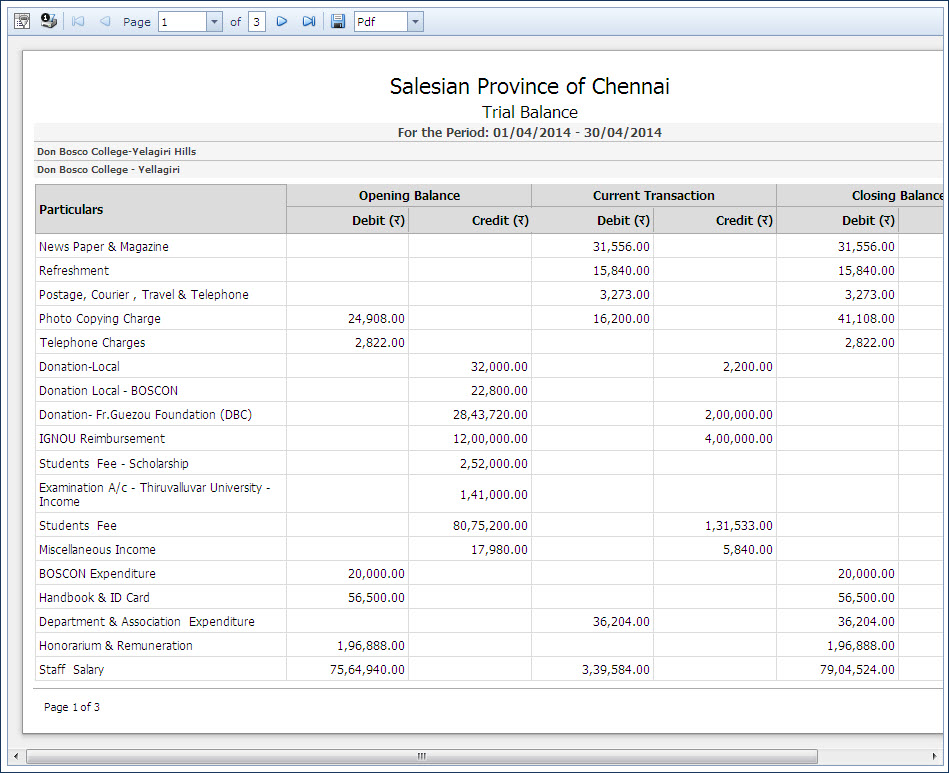 Page 1 of 3 Pdf
Salesian Province of Chennai
Trial Balance
For the Period: 01/04/2014 - 30/04/2014
Don Bosco College-Yelagiri Hills
Don Bosco College - Yellagiri
Particulars Opening Balance Current Transaction Closing Balance
Debit (₹) Credit (₹) Debit (₹) Credit (₹) Debit (₹)
News Paper & Magazine 31,556.00 31,556.00
Refreshment 15,840.00 15,840.00
Postage, Courier , Travel & Telephone 3,273.00 3,273.00
Photo Copying Charge 24,908.00 16,200.00 41,108.00
Telephone Charges 2,822.00 2,822.00
Donation-Local 32,000.00 2,200.00
Donation Local - BOSCON 22,800.00
Donation- Fr.Guezou Foundation (DBC) 28,43,720.00 2,00,000.00
IGNOU Reimbursement 12,00,000.00 4,00,000.00
Students Fee - Scholarship 2,52,000.00
Examination A/c - Thiruvalluvar University -
Income 1,41,000.00
Students Fee 80,75,200.00 1,31,533.00
Miscellaneous Income 17,980.00 5,840.00
BOSCON Expenditure 20,000.00 20,000.00
Handbook & ID Card 56,500.00 56,500.00
Department & Association Expenditure 36,204.00 36,204.00
Honorarium & Remuneration 1,96,888.00 1,96,888.00
Staff Salary 75,64,940.00 3,39,584.00 79,04,524.00
Page 1 of 3